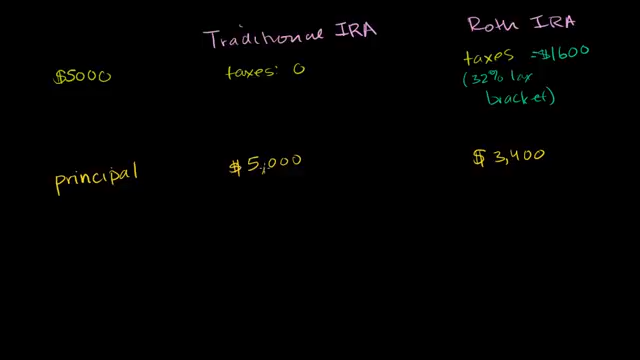 Traditional IRA
Roth IRA
$5000
taxes: 0
taxes = $1600
(32% tax
bracket)
principal
$5,000
$3,400